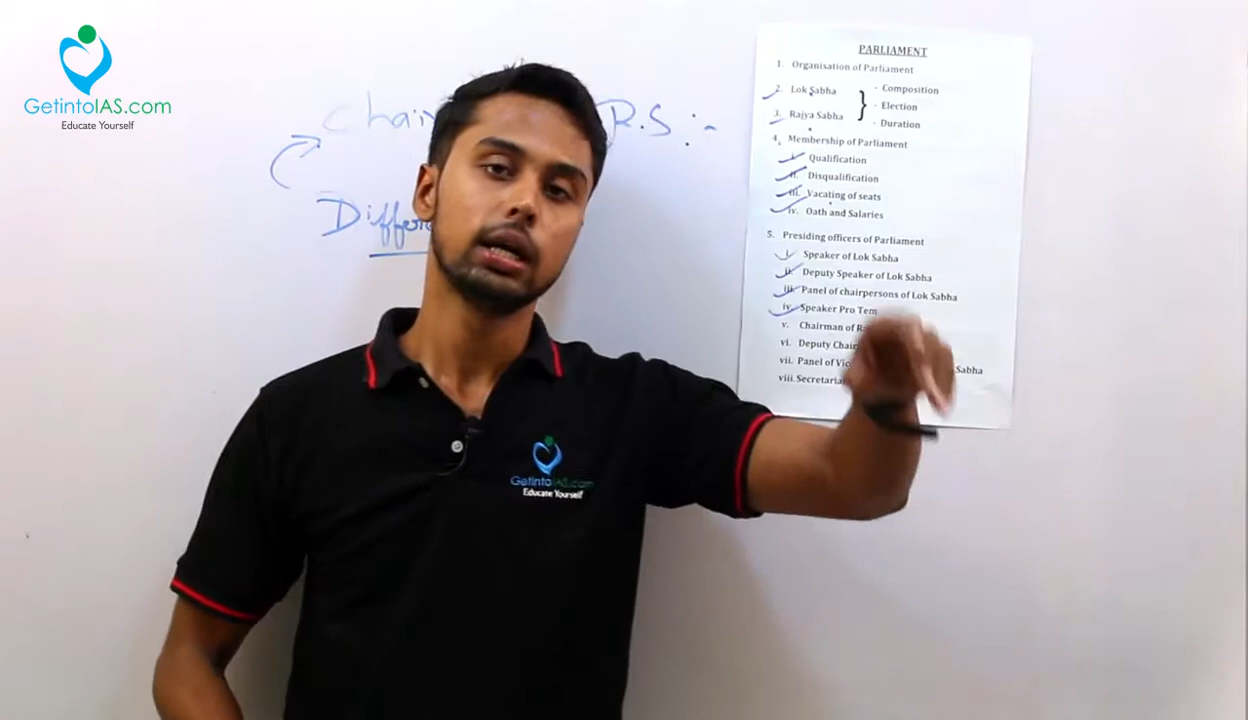 GetintoIAS.com
Educate Yourself
R.S :-
PARLIAMENT
1. Organisation of Parliament
2. Lok Sabha
3. Rajya Sabha
- Composition
- Election
- Duration
4. Membership of Parliament
i. Qualification
ii. Disqualification
iii. Vacating of seats
iv. Oath and Salaries
5. Presiding officers of Parliament
i. Speaker of Lok Sabha
ii. Deputy Speaker of Lok Sabha
iii. Panel of chairpersons of Lok Sabha
iv. Speaker Pro Tem
v. Chairman of
vi. Deputy
vii. Panel of
Sabha
viii.
GetintoIAS.com
Educate Yourself